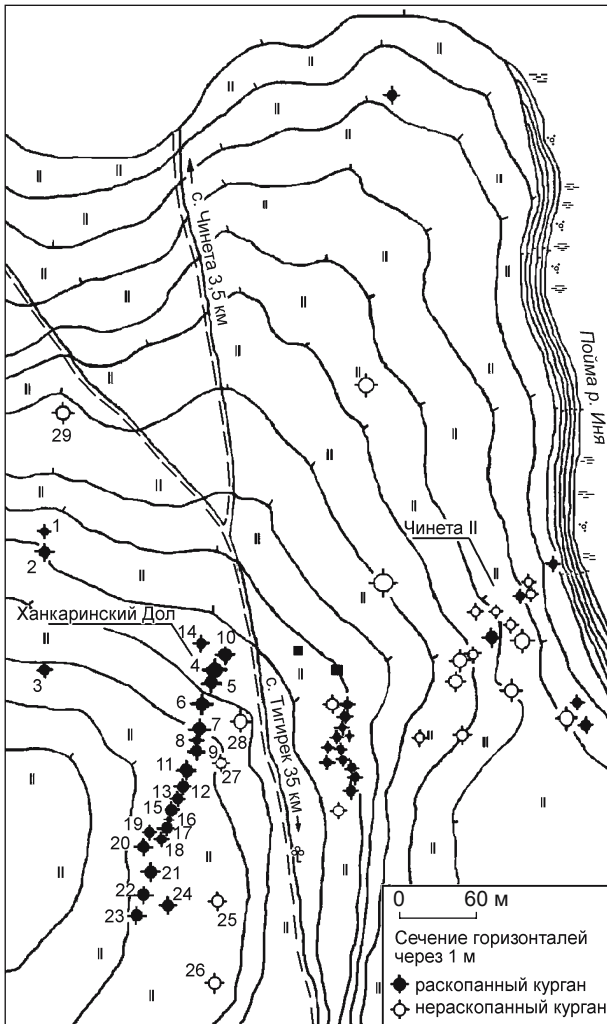 с. Чинета 3,5 км
Пойма р. Иня
29
Чинета II
1
2
Ханкаринский Дол
14
10
4
5
3
с. Тигирек 35 км
6
7
28
8
9
27
11
12
13
15
16
19
17
18
20
21
22
24
25
23
26
0 60 м
Сечение горизонталей
через 1 м
раскопанный курган
нераскопанный курган